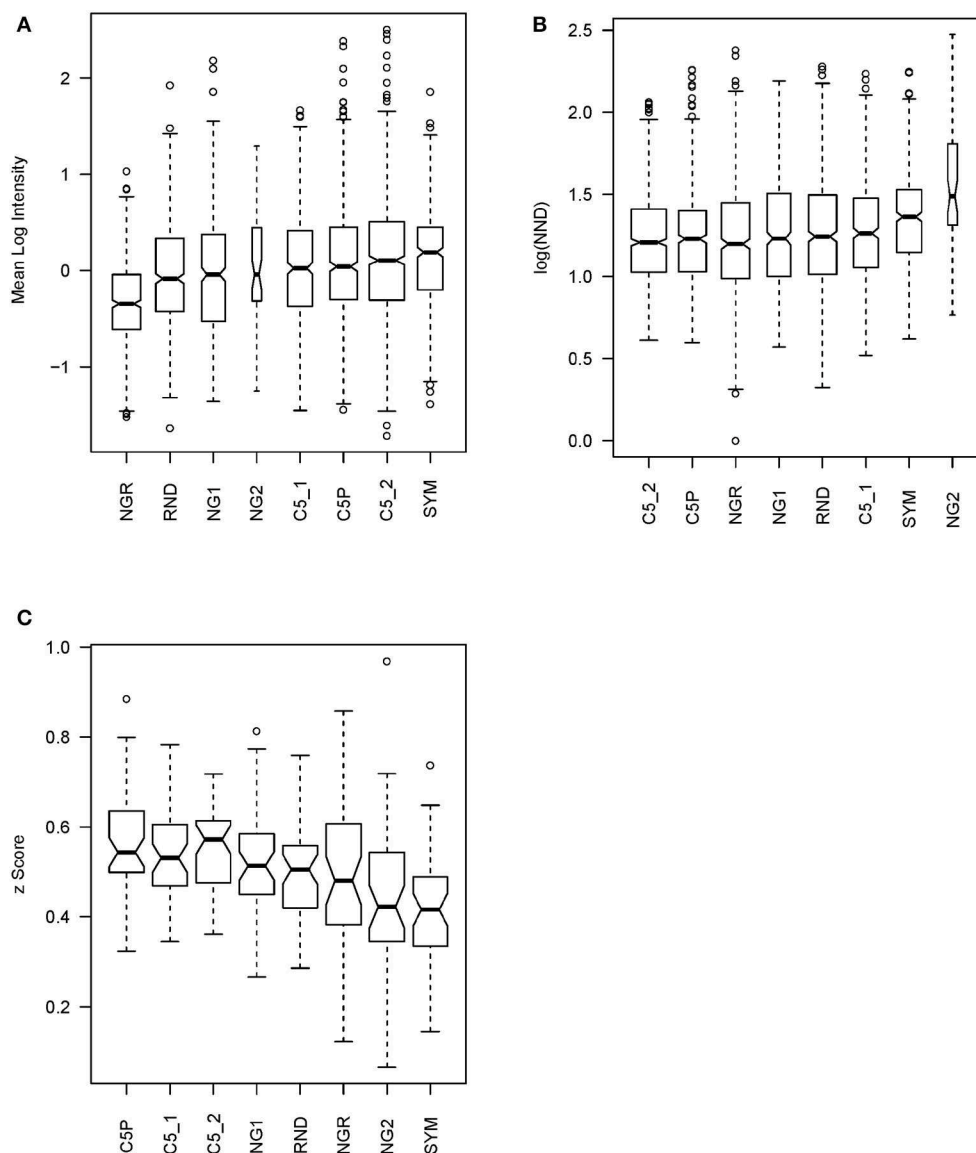 A
Mean Log Intensity
2
1
0
−1
NGR
RND
NG1
NG2
C5_1
C5P
C5_2
SYM
B
log(NND)
2.5
2.0
1.5
1.0
0.5
0.0
C5_2
C5P
NGR
NG1
RND
C5_1
SYM
NG2
C
z Score
1.0
0.8
0.6
0.4
0.2
C5P
C5_1
C5_2
NG1
RND
NGR
NG2
SYM